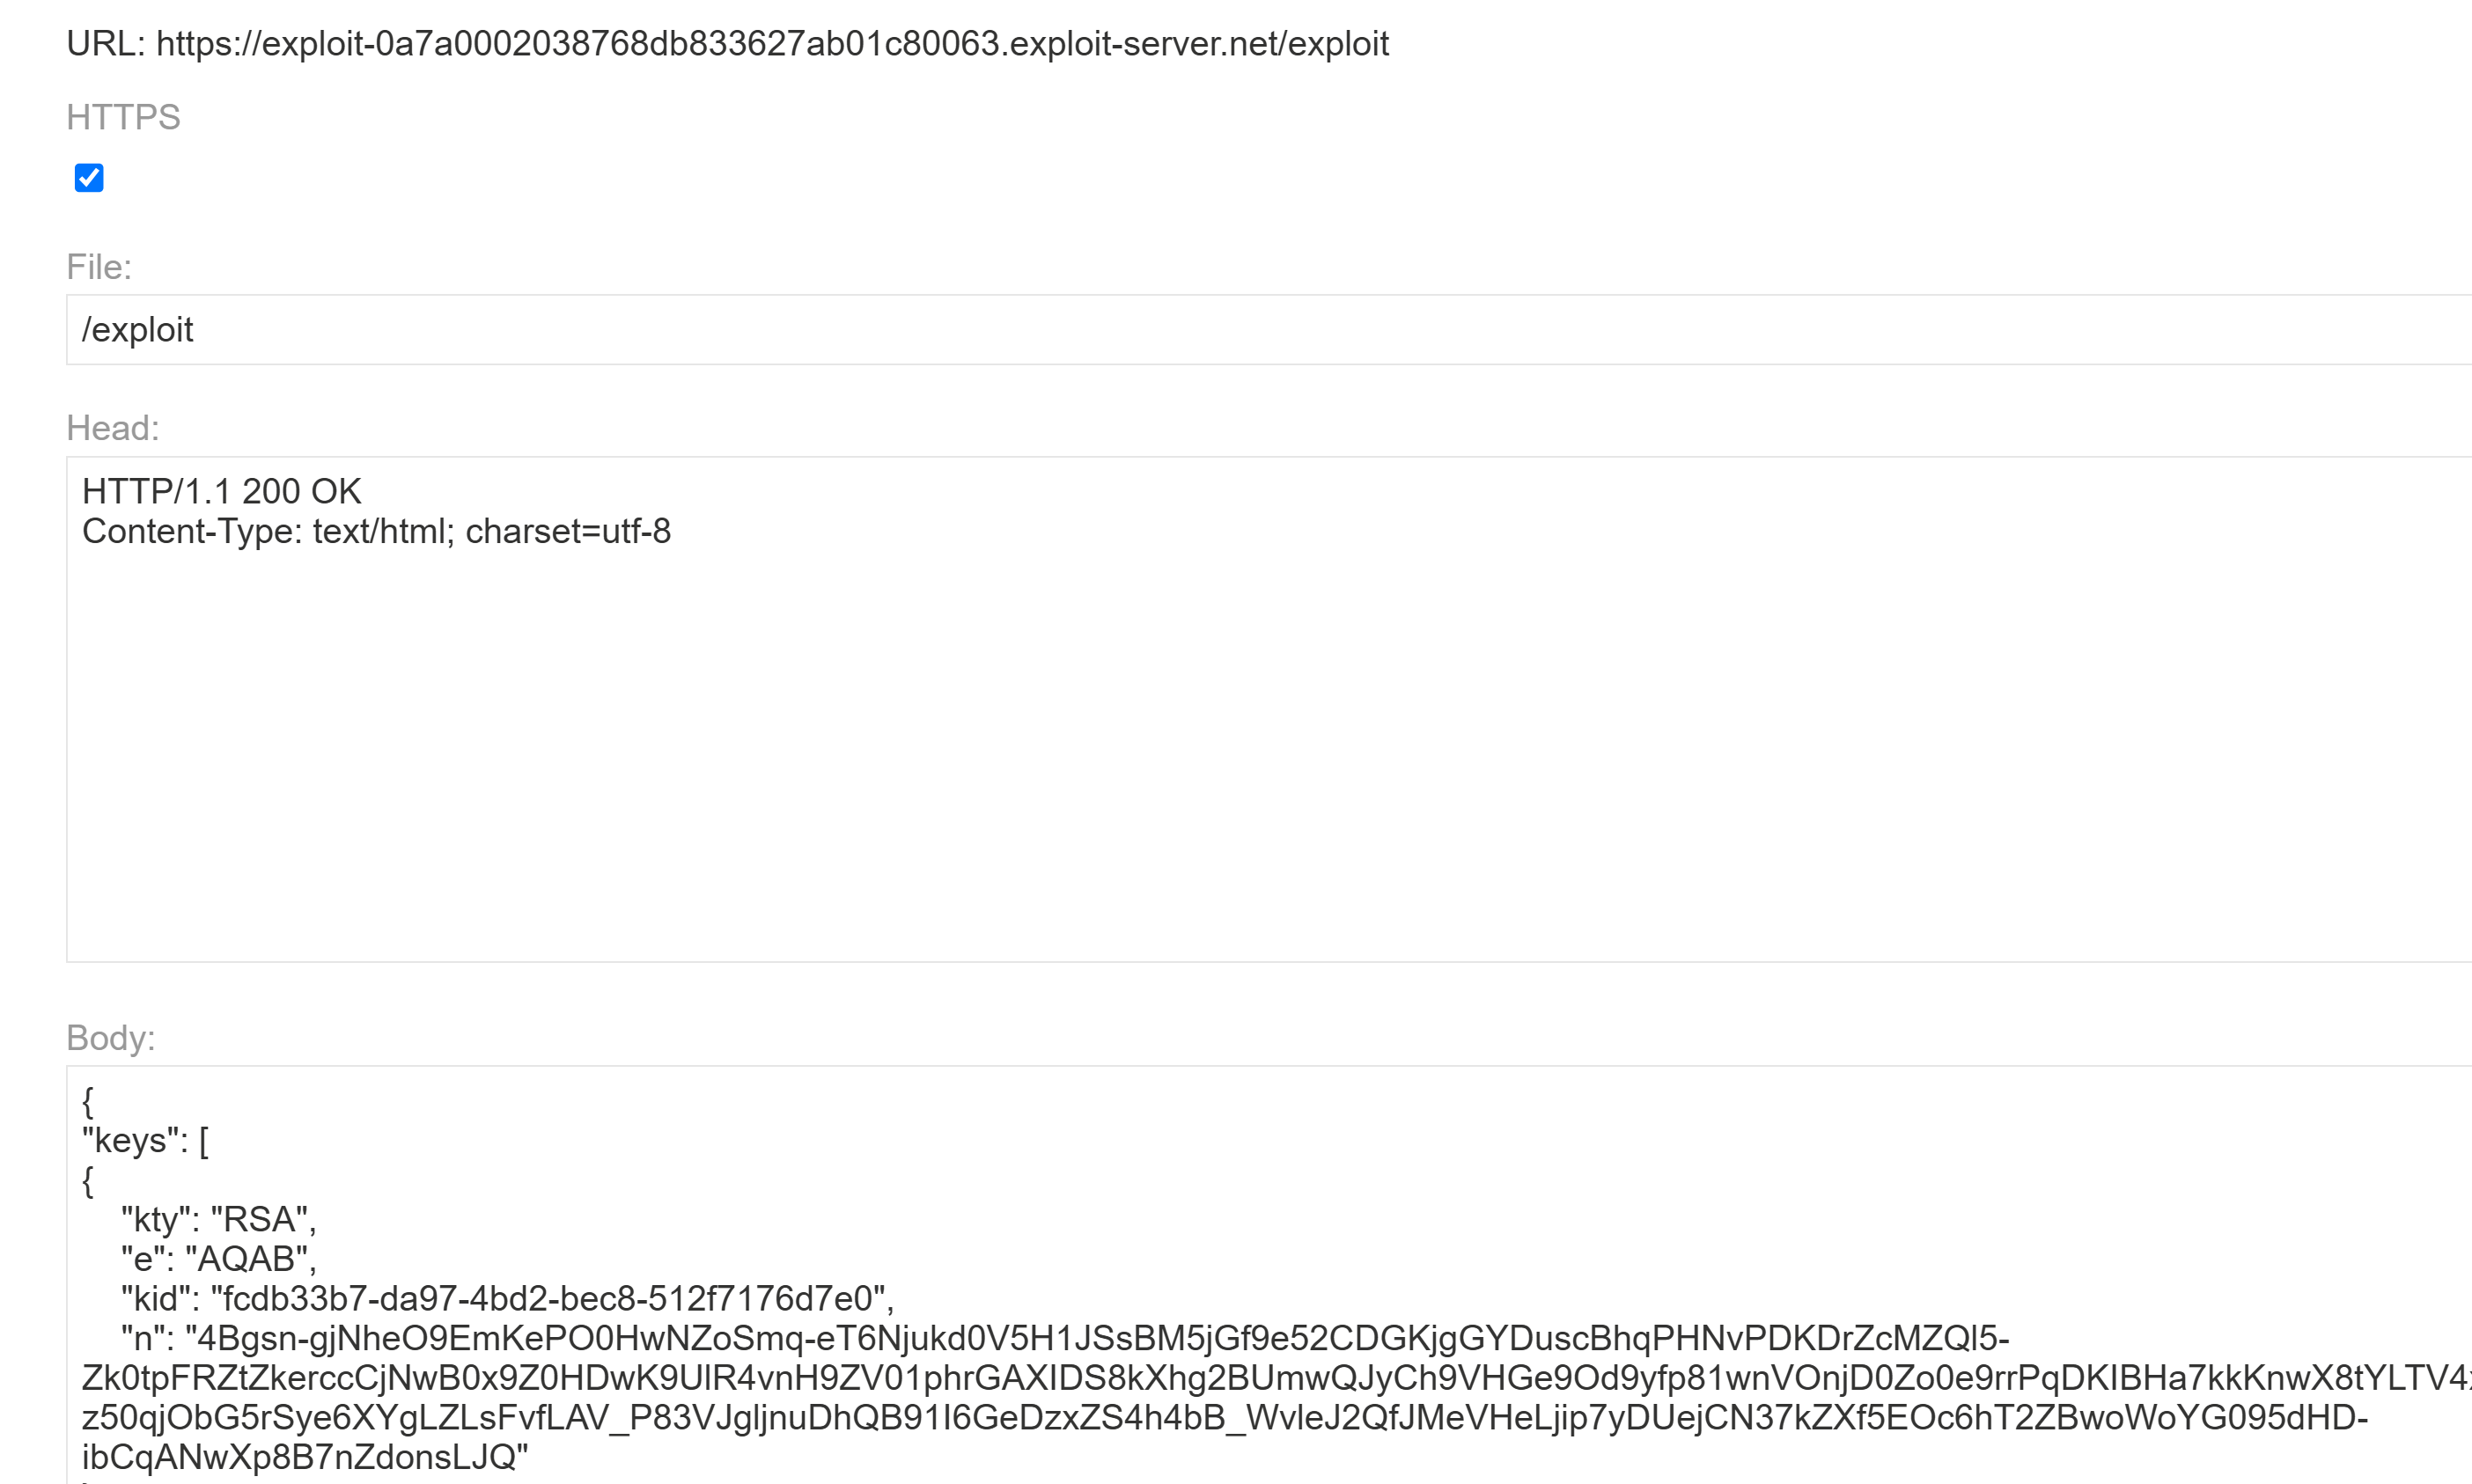 URL: https://exploit-0a7a0002038768db833627ab01c80063.exploit-server.net/exploit
HTTPS
File:
/exploit
Head:
HTTP/1.1 200 OK
Content-Type: text/html; charset=utf-8
Body:
{
"keys": [
{
"kty": "RSA",
"e": "AQAB",
"kid": "fcdb33b7-da97-4bd2-bec8-512f7176d7e0",
"n": "4Bgsn-gjNheO9EmKePO0HwNZoSmq-eT6Njukd0V5H1JSsBM5jGf9e52CDGKjgGYDuscBhqPHNvPDKDrZcMZQl5-
Zk0tpFRZtZkerccCjNwB0x9Z0HDwK9UlR4vnH9ZV01phrGAXIDS8kXhg2BUmwQJyCh9VHGe9Od9yfp81wnVOnjD0Zo0e9rrPqDKIBHa7kkKnwX8tYLTV4
z50qjObG5rSye6XYgLZLsFvfLAV_P83VJgljnuDhQB91I6GeDzxZS4h4bB_WvleJ2QfJMeVHeLjip7yDUejCN37kZXf5EOc6hT2ZBwoWoYG095dHD-
ibCqANwXp8B7nZdonsLJQ"